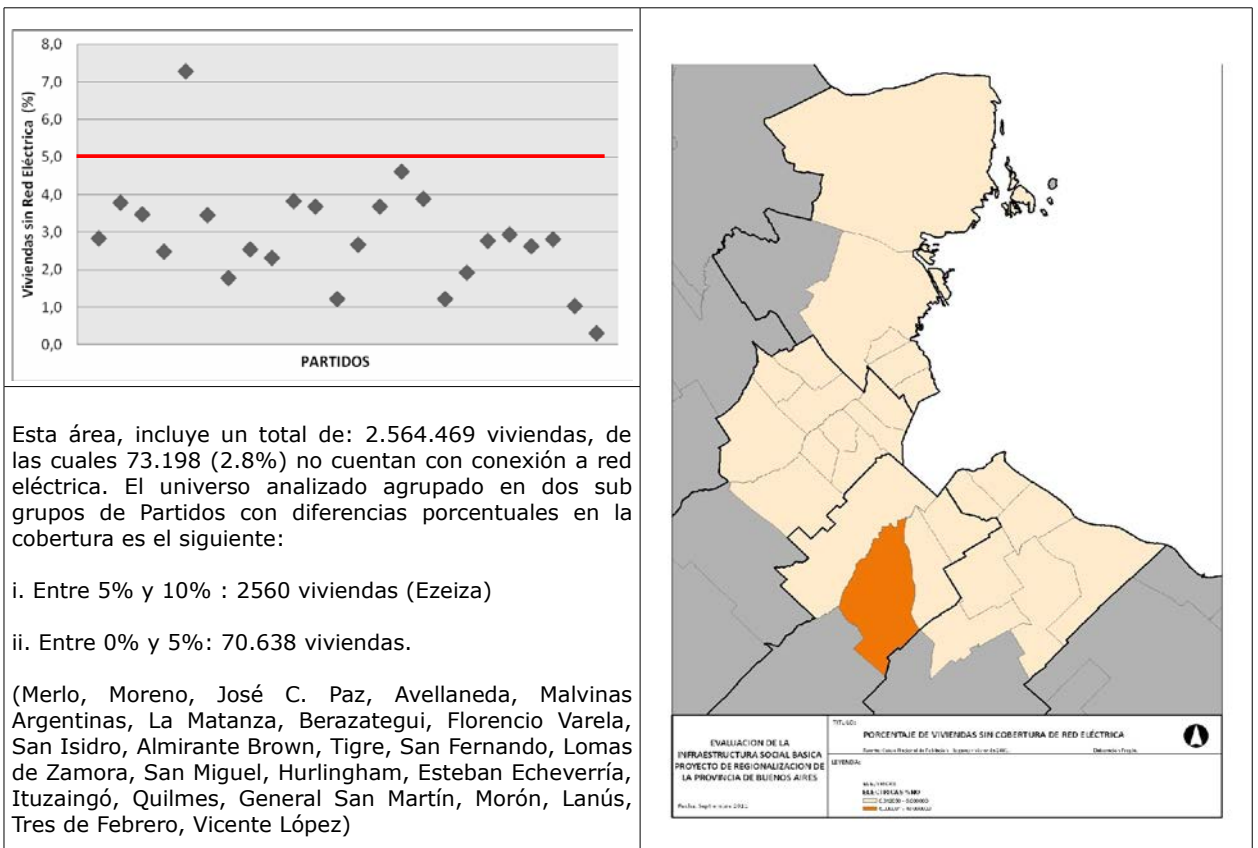 8,0
7,0
6,0
5,0
4,0
3,0
2,0
1,0
0,0
Viviendas sin Red Eléctrica (%)
PARTIDOS
Esta área, incluye un total de: 2.564.469 viviendas, de
las cuales 73.198 (2.8%) no cuentan con conexión a red
eléctrica. El universo analizado agrupado en dos sub
grupos de Partidos con diferencias porcentuales en la
cobertura es el siguiente:
i. Entre 5% y 10% : 2560 viviendas (Ezeiza)
ii. Entre 0% y 5%: 70.638 viviendas.
(Merlo, Moreno, José C. Paz, Avellaneda, Malvinas
Argentinas, La Matanza, Berazategui, Florencio Varela,
San Isidro, Almirante Brown, Tigre, San Fernando, Lomas
de Zamora, San Miguel, Hurlingham, Esteban Echeverría,
Ituzaingó, Quilmes, General San Martín, Morón, Lanús,
Tres de Febrero, Vicente López)
EVALUACION DE LA
INFRAESTRUCTURA SOCIAL BASICA
PROYECTO DE REGIONALIZACION DE
LA PROVINCIA DE BUENOS AIRES
TITULO:
PORCENTAJE DE VIVIENDAS SIN COBERTURA DE RED ELÉCTRICA
LEYENDA: